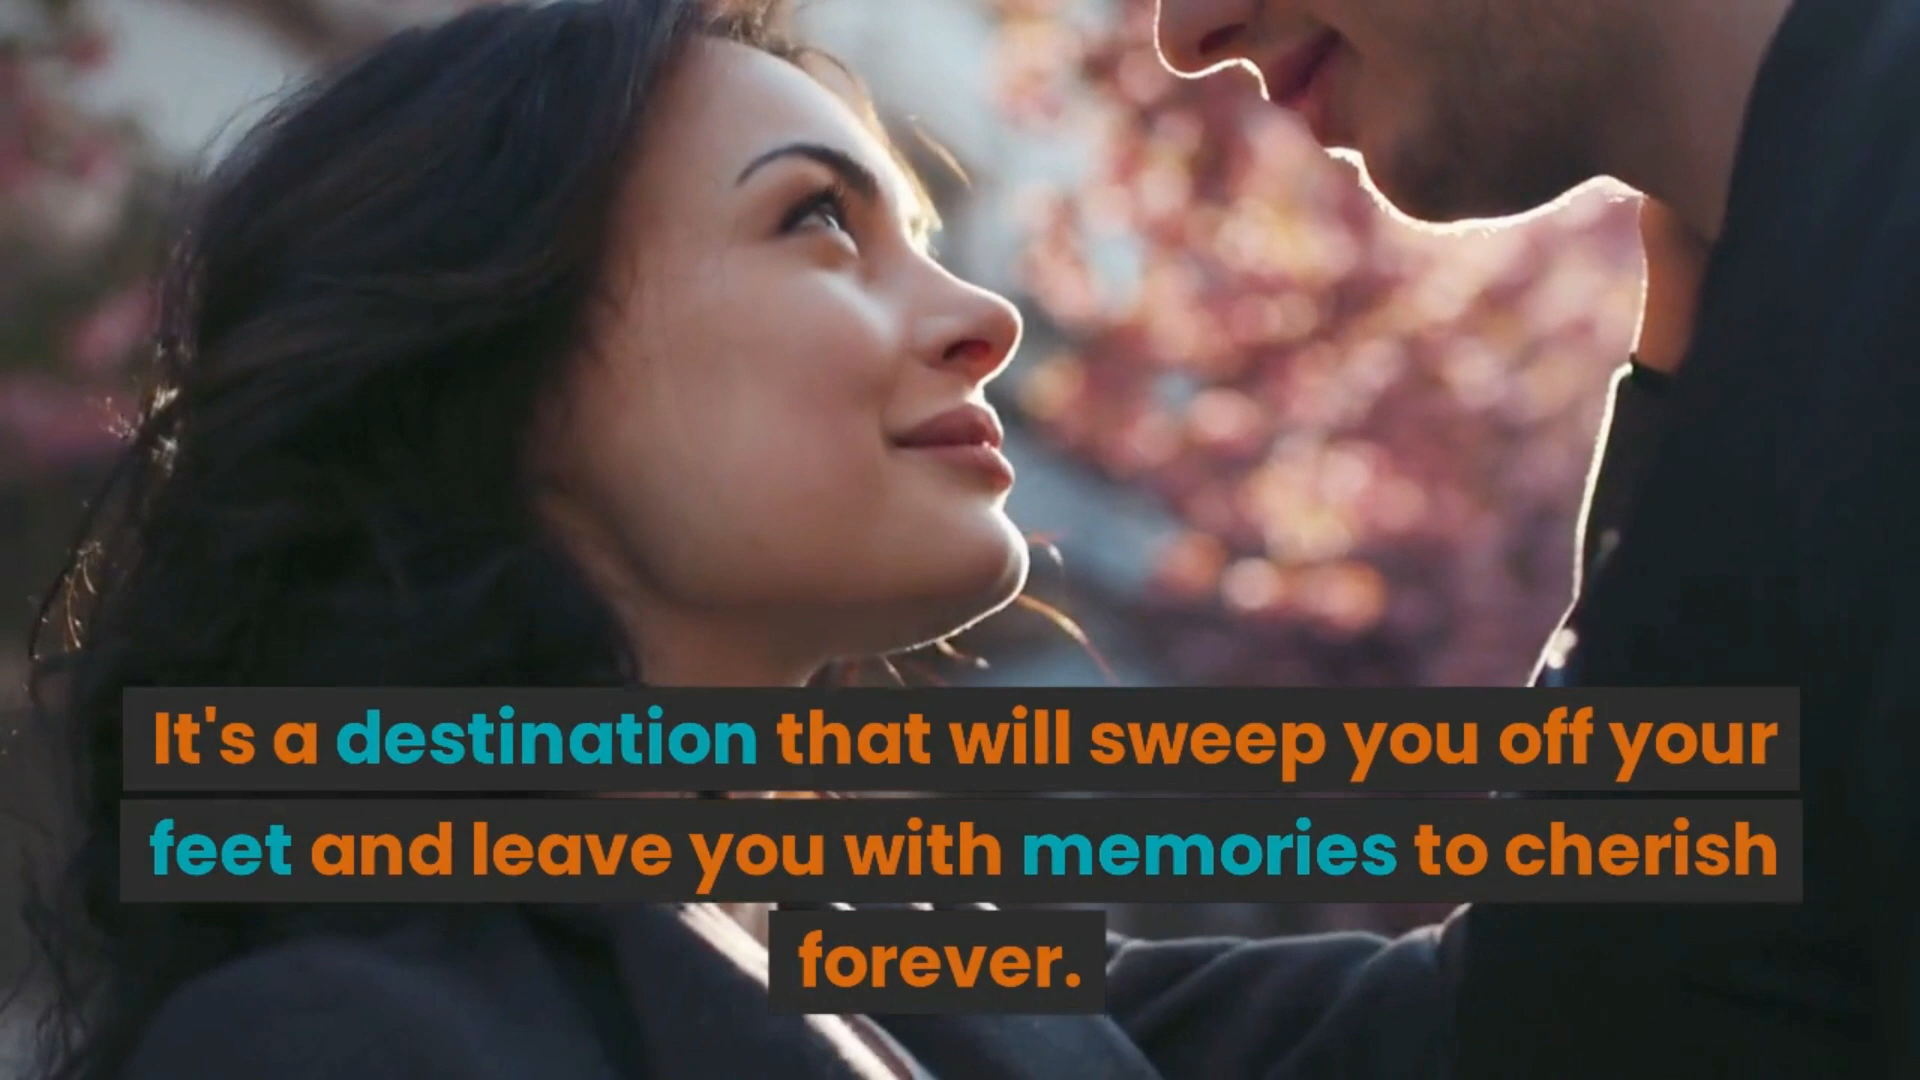 It's a destination that will sweep you off your
feet and leave you with memories to cherish
forever.